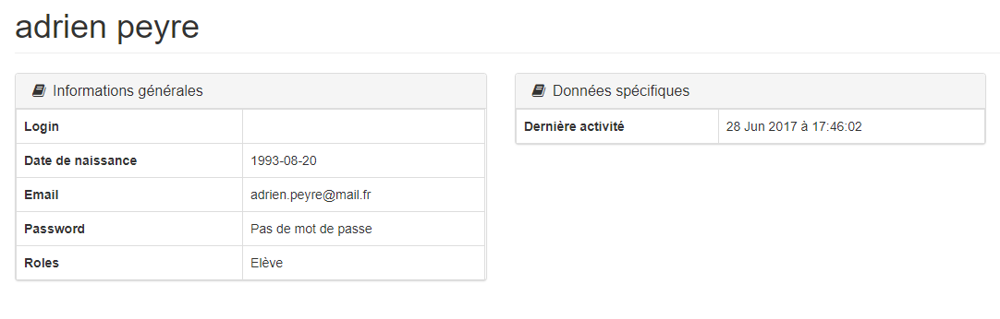 adrien peyre
Informations générales
Login
Date de naissance 1993-08-20
Email adrien.peyre@mail.fr
Password Pas de mot de passe
Roles Elève
Données spécifiques
Dernière activité 28 Jun 2017 à 17:46:02